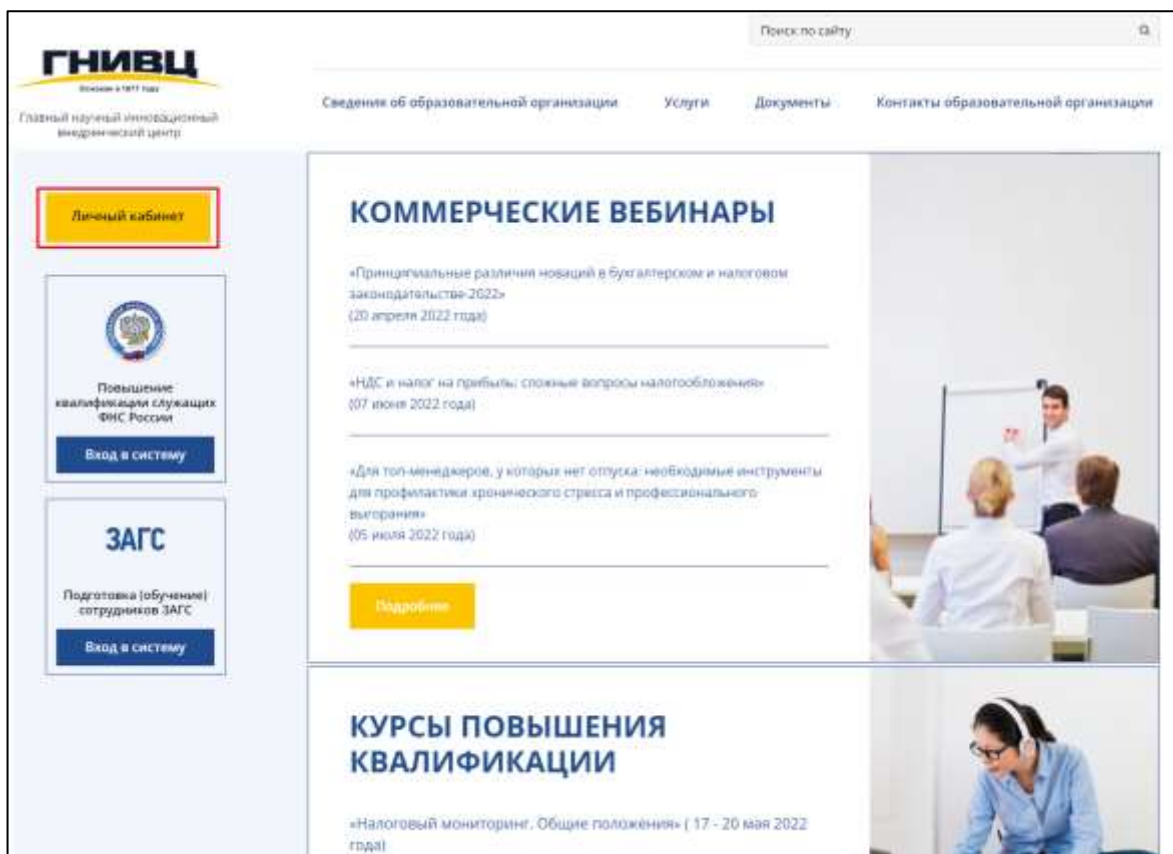 Поиск по сайту
ГНИВЦ
Основан в 1977 году
Главный научный инновационный
внедренческий центр
Сведения об образовательной организации
Услуги
Документы
Контакты образовательной организации
Личный кабинет
Повышение
квалификации служащих
ФНС России
Вход в систему
ЗАГС
Подготовка (обучение)
сотрудников ЗАГС
Вход в систему
КОММЕРЧЕСКИЕ ВЕБИНАРЫ
«Принципиальные различия новаций в бухгалтерском и налоговом
законодательстве-2022»
(20 апреля 2022 года)
«НДС и налог на прибыль: сложные вопросы налогообложения»
(07 июня 2022 года)
«Для топ-менеджеров, у которых нет отпуска: необходимые инструменты
для профилактики хронического стресса и профессионального
выгорания»
(05 июля 2022 года)
Подробнее
КУРСЫ ПОВЫШЕНИЯ
КВАЛИФИКАЦИИ
«Налоговый мониторинг. Общие положения» ( 17 - 20 мая 2022
года)